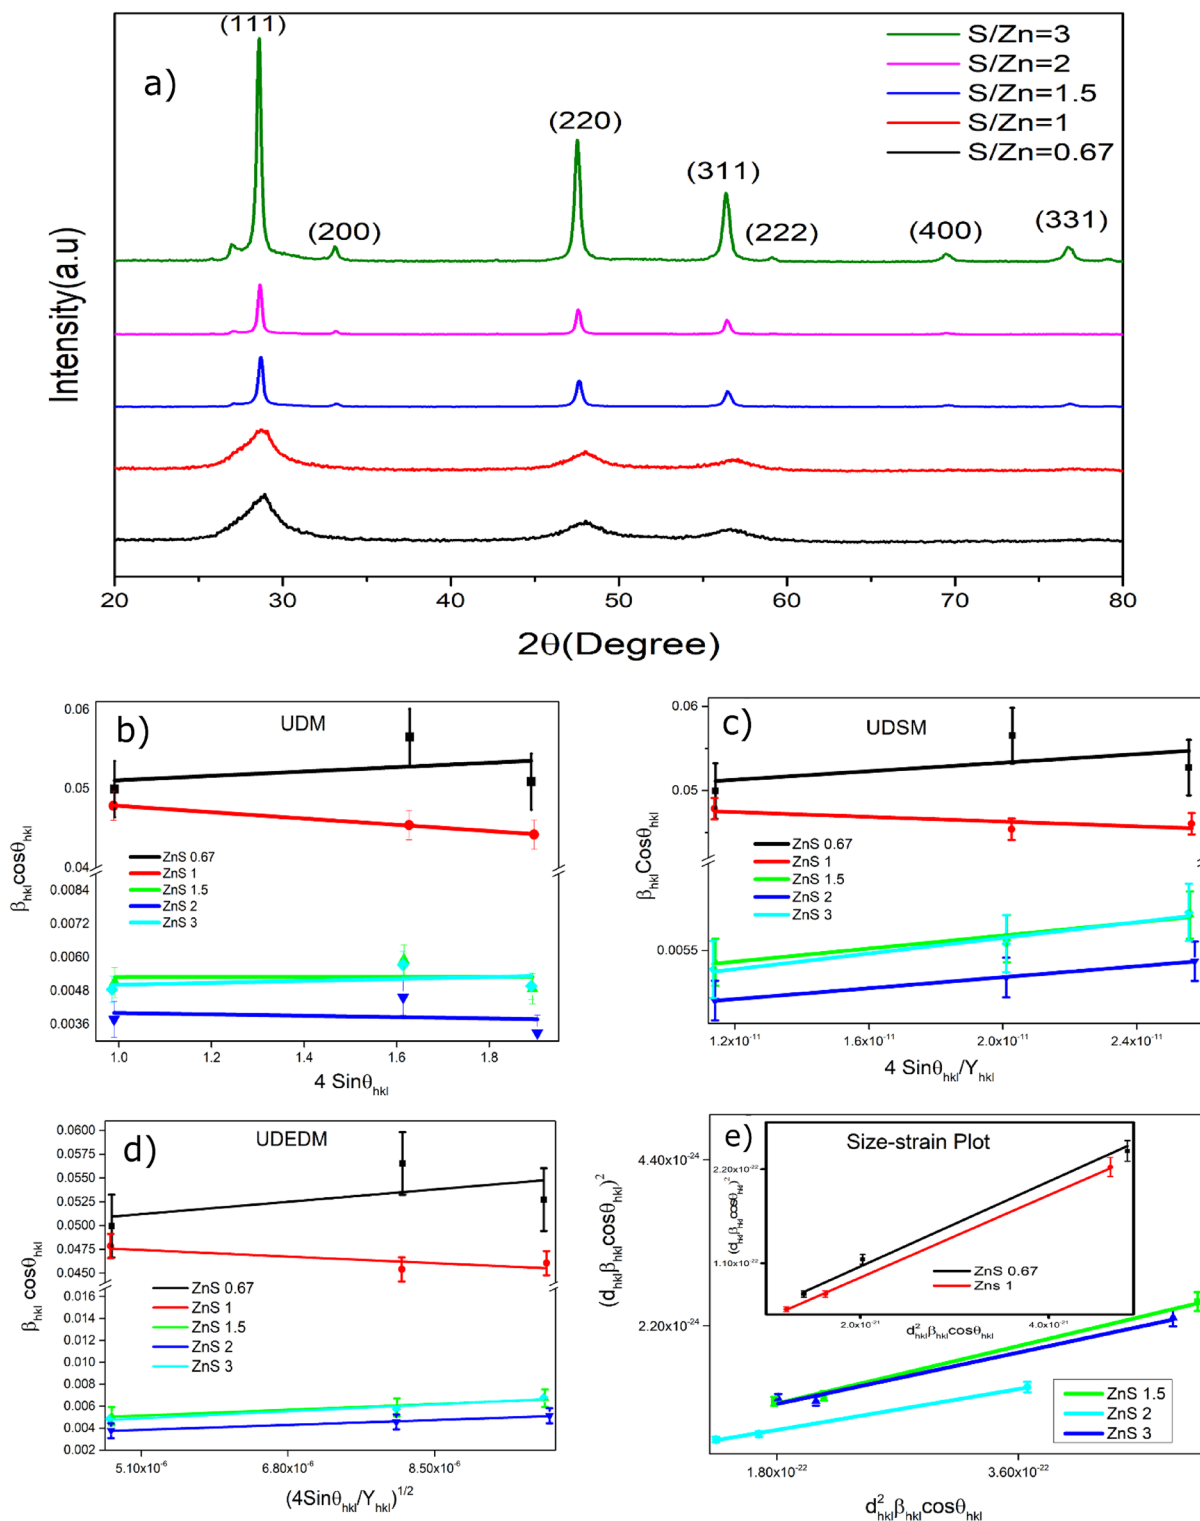 a)
(111)
(200)
(220)
(311)
(222)
(400)
(331)
S/Zn=3
S/Zn=2
S/Zn=1.5
S/Zn=1
S/Zn=0.67
Intensity(a.u)
20 30 40 50 60 70 80
2θ(Degree)
b)
UDM
0.06
0.05
0.04
0.0084
0.0072
0.0060
0.0048
0.0036
ZnS 0.67
ZnS 1
ZnS 1.5
ZnS 2
ZnS 3
βhkl cosθhkl
1.0 1.2 1.4 1.6 1.8
4 Sinθhkl
c)
UDSM
0.06
0.05
0.0055
ZnS 0.67
ZnS 1
ZnS 1.5
ZnS 2
ZnS 3
βhkl Cosθhkl
1.2x10-11 1.6x10-11 2.0x10-11 2.4x10-11
4 Sinθhkl/Yhkl
d)
UDEDM
0.0600
0.0575
0.0550
0.0525
0.0500
0.0475
0.0450
0.016
0.014
0.012
0.010
0.008
0.006
0.004
0.002
ZnS 0.67
ZnS 1
ZnS 1.5
ZnS 2
ZnS 3
βhkl cosθhkl
5.10x10-6 6.80x10-6 8.50x10-6
(4Sinθhkl/Yhkl)1/2
e)
Size-strain Plot
4.40x10-24
2.20x10-24
(dhklβhklcosθhkl)2
2.20x10-22
1.10x10-22
(dhklβhklcosθhkl)2
ZnS 0.67
Zns 1
2.0x10-21 4.0x10-21
d2hklβhklcosθhkl
ZnS 1.5
ZnS 2
ZnS 3
1.80x10-22 3.60x10-22
d2hklβhklcosθhkl